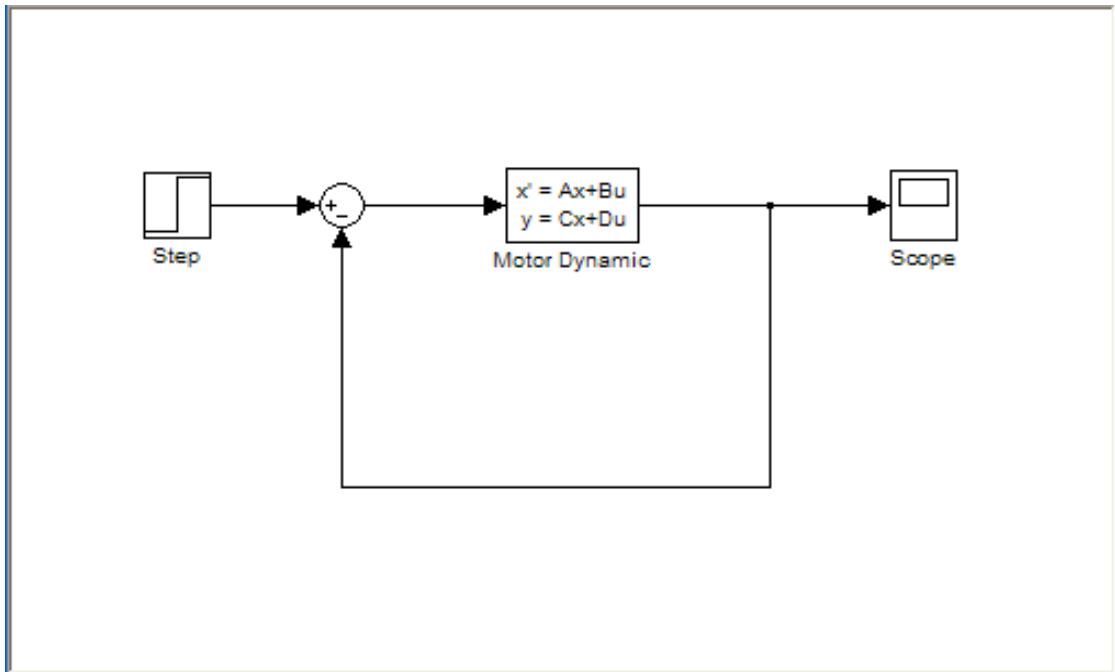 x' = Ax+Bu
y = Cx+Du
+
−
Step
Motor Dynamic
Scope